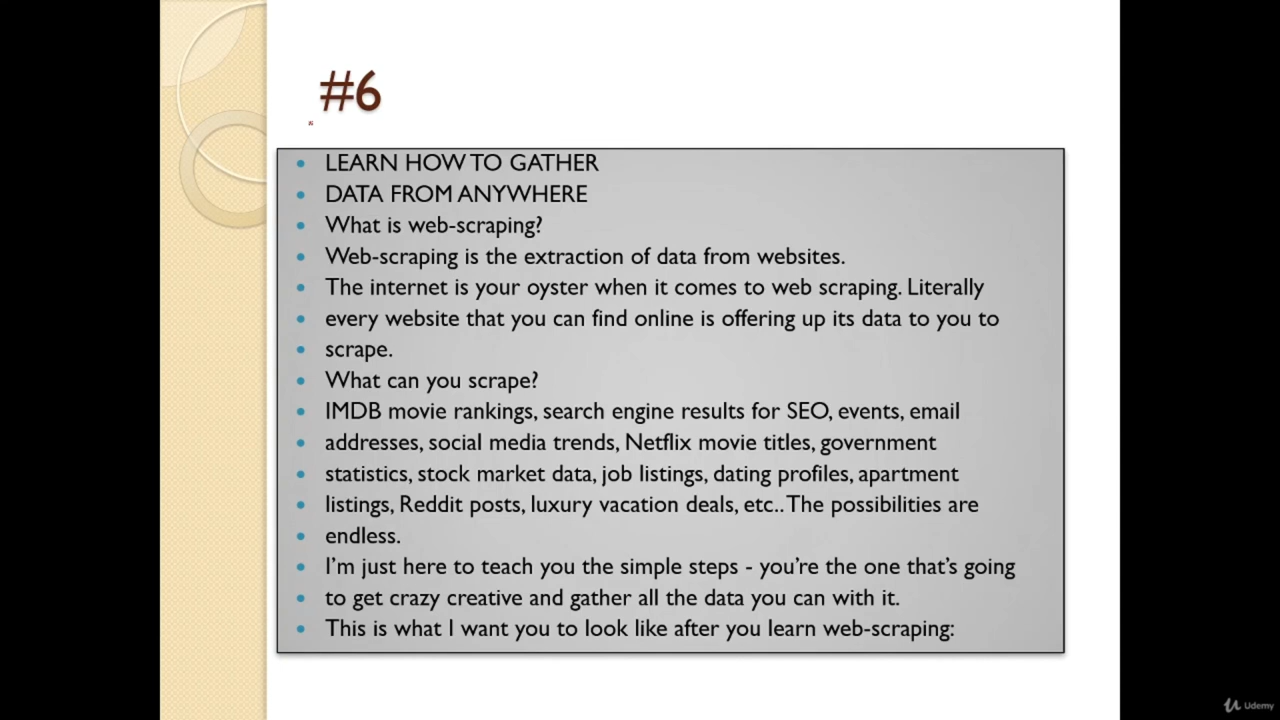 #6
• LEARN HOW TO GATHER
• DATA FROM ANYWHERE
• What is web-scraping?
• Web-scraping is the extraction of data from websites.
• The internet is your oyster when it comes to web scraping. Literally
• every website that you can find online is offering up its data to you to
• scrape.
• What can you scrape?
• IMDB movie rankings, search engine results for SEO, events, email
• addresses, social media trends, Netflix movie titles, government
• statistics, stock market data, job listings, dating profiles, apartment
• listings, Reddit posts, luxury vacation deals, etc.. The possibilities are
• endless.
• I’m just here to teach you the simple steps - you’re the one that’s going
• to get crazy creative and gather all the data you can with it.
• This is what I want you to look like after you learn web-scraping:
Udemy